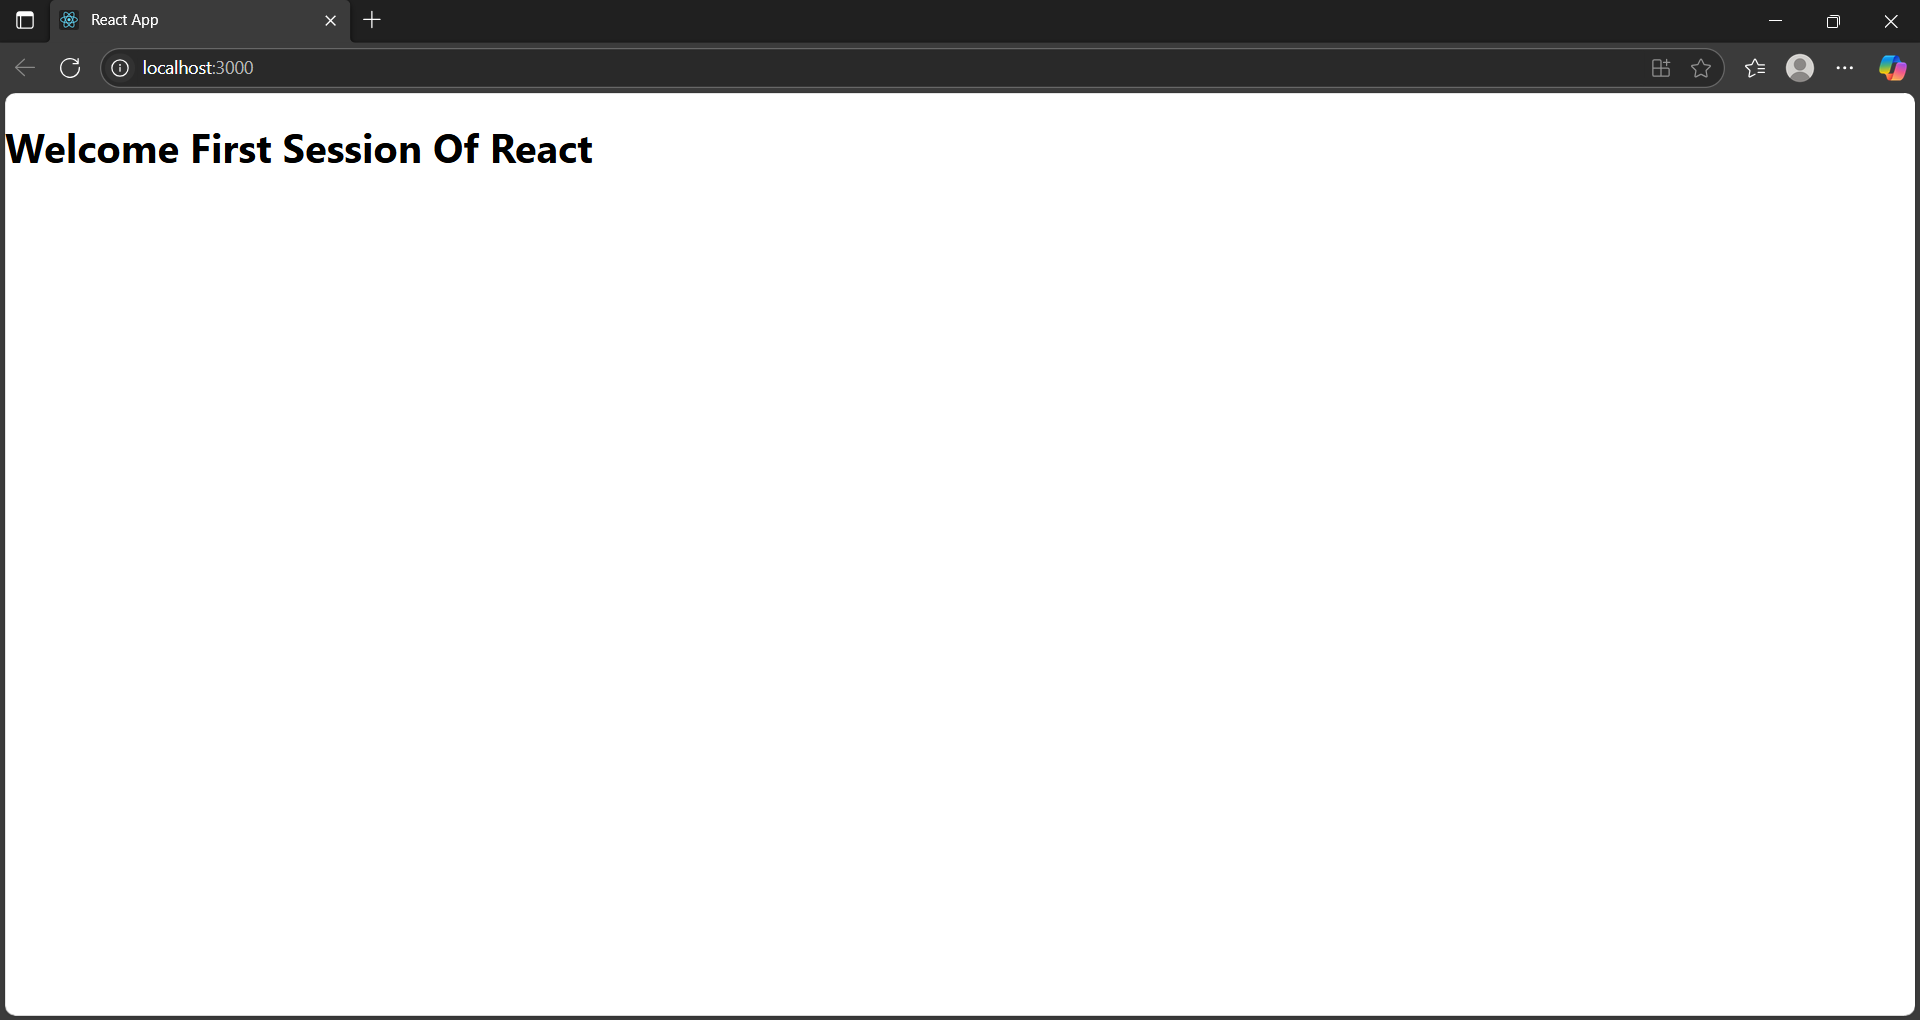 React App
localhost:3000
Welcome First Session Of React